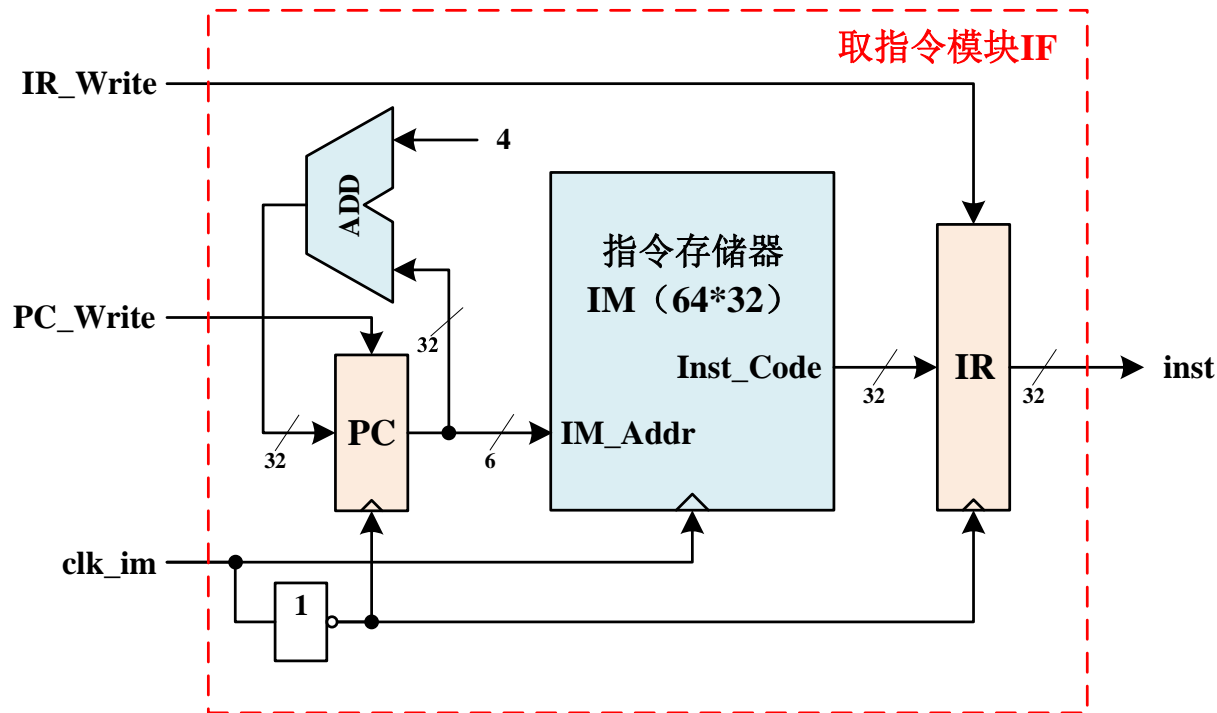 取指令模块IF
IR_Write
4
ADD
指令存储器
IM（64*32）
PC_Write
32
Inst_Code
32
IR
32
inst
32
PC
6
IM_Addr
clk_im
1